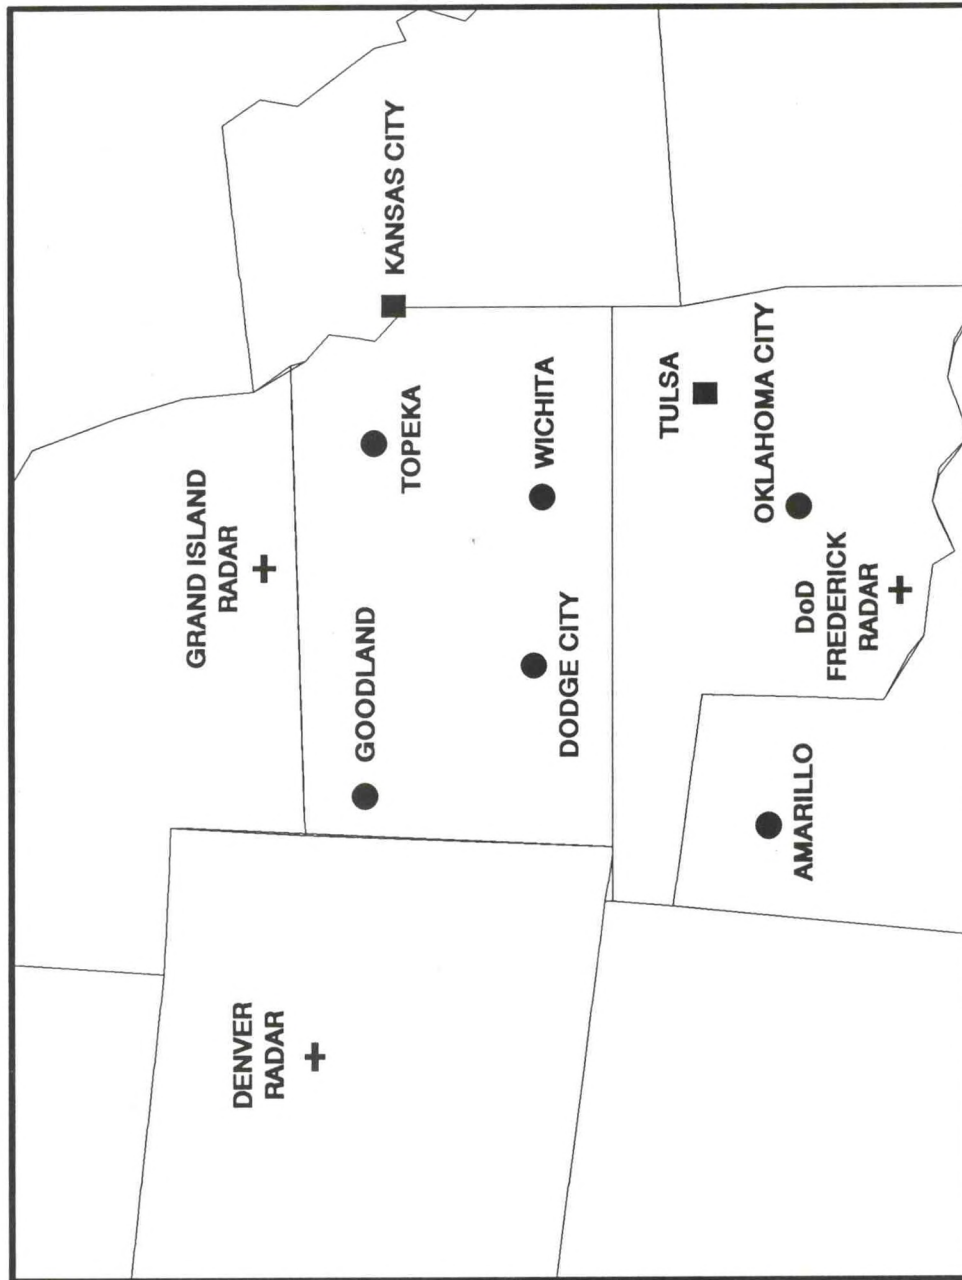 GRAND ISLAND
RADAR
DENVER
RADAR
GOODLAND
TOPEKA
KANSAS CITY
DODGE CITY
WICHITA
TULSA
OKLAHOMA CITY
AMARILLO
DoD
FREDERICK
RADAR